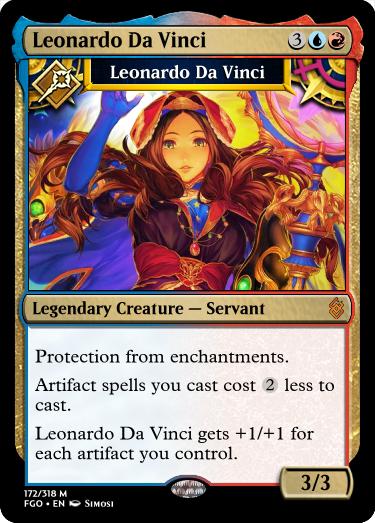 Leonardo Da Vinci 3
Leonardo Da Vinci
Legendary Creature — Servant
Protection from enchantments.
Artifact spells you cast cost 2 less to
cast.
Leonardo Da Vinci gets +1/+1 for
each artifact you control.
3/3
172/318 M
FGO • EN Simosi